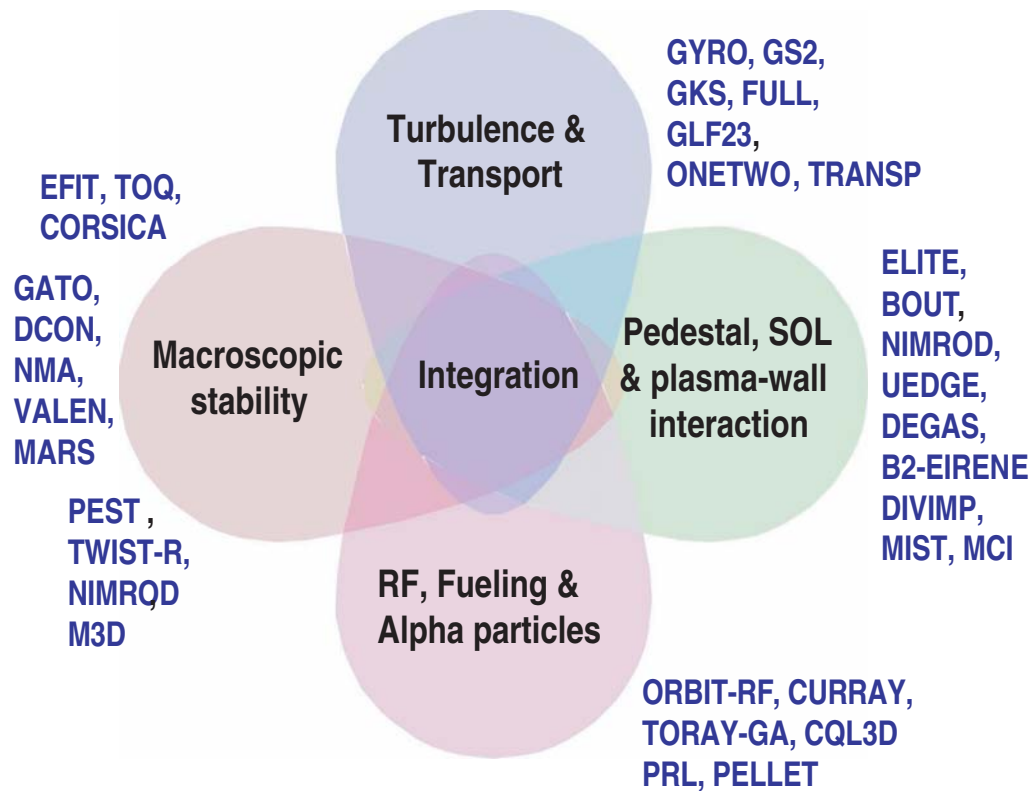 GYRO, GS2,
GKS, FULL,
GLF23,
ONETWO, TRANSP
Turbulence &
Transport
EFIT, TOQ,
CORSICA
GATO,
DCON,
NMA,
VALEN,
MARS
PEST ,
TWIST-R,
NIMROD,
M3D
Macroscopic
stability
Integration
Pedestal, SOL
& plasma-wall
interaction
ELITE,
BOUT,
NIMROD,
UEDGE,
DEGAS,
B2-EIRENE
DIVIMP,
MIST, MCI
RF, Fueling &
Alpha particles
ORBIT-RF, CURRAY,
TORAY-GA, CQL3D
PRL, PELLET